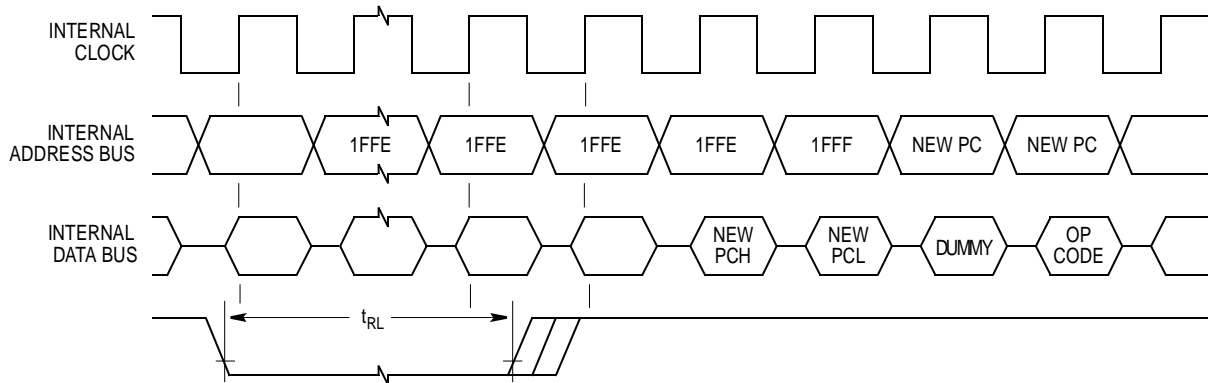 INTERNAL
CLOCK
INTERNAL
ADDRESS BUS
1FFE
1FFE
1FFE
1FFE
1FFF
NEW PC
NEW PC
INTERNAL
DATA BUS
NEW
PCH
NEW
PCL
DUMMY
OP
CODE
tRL